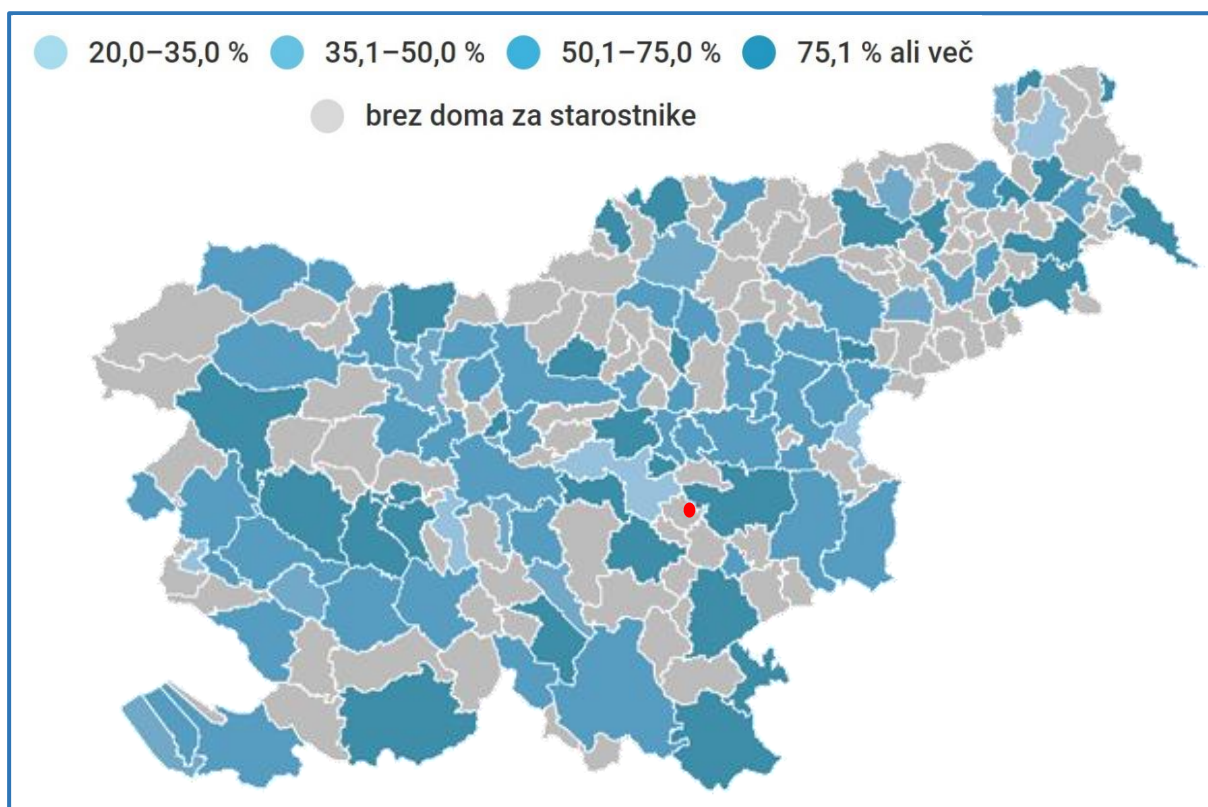 20,0–35,0 % 35,1–50,0 % 50,1–75,0 % 75,1 % ali več
brez doma za starostnike